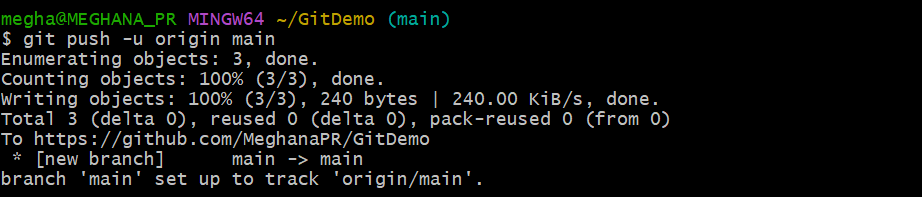 megha@MEGHANA_PR MINGW64 ~/GitDemo (main)
$ git push -u origin main
Enumerating objects: 3, done.
Counting objects: 100% (3/3), done.
Writing objects: 100% (3/3), 240 bytes | 240.00 KiB/s, done.
Total 3 (delta 0), reused 0 (delta 0), pack-reused 0 (from 0)
To https://github.com/MeghanaPR/GitDemo
 * [new branch]      main -> main
branch 'main' set up to track 'origin/main'.